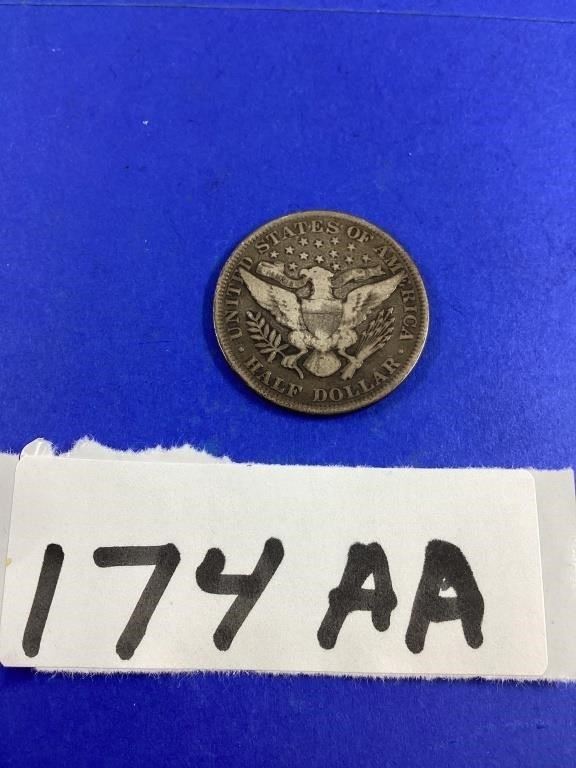 UNITED STATES OF AMERICA
HALF DOLLAR
174 AA